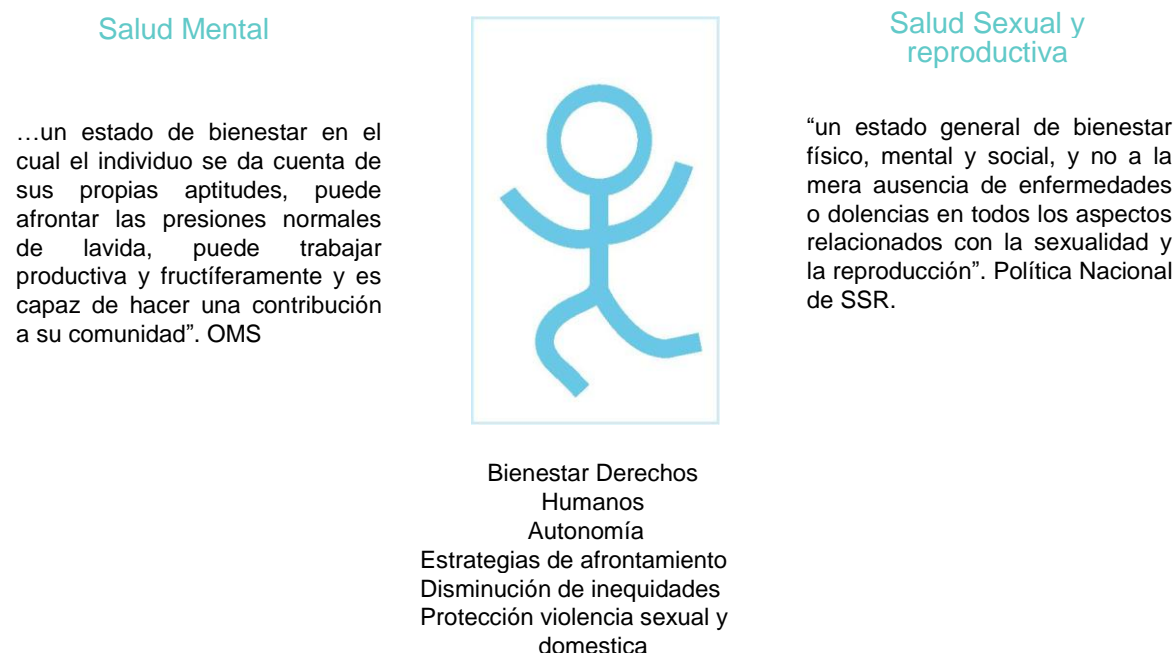 Salud Mental
…un estado de bienestar en el
cual el individuo se da cuenta de
sus propias aptitudes, puede
afrontar las presiones normales
de lavida, puede trabajar
productiva y fructíferamente y es
capaz de hacer una contribución
a su comunidad”. OMS
Salud Sexual y
reproductiva
“un estado general de bienestar
físico, mental y social, y no a la
mera ausencia de enfermedades
o dolencias en todos los aspectos
relacionados con la sexualidad y
la reproducción”. Política Nacional
de SSR.
Bienestar Derechos
Humanos
Autonomía
Estrategias de afrontamiento
Disminución de inequidades
Protección violencia sexual y
domestica